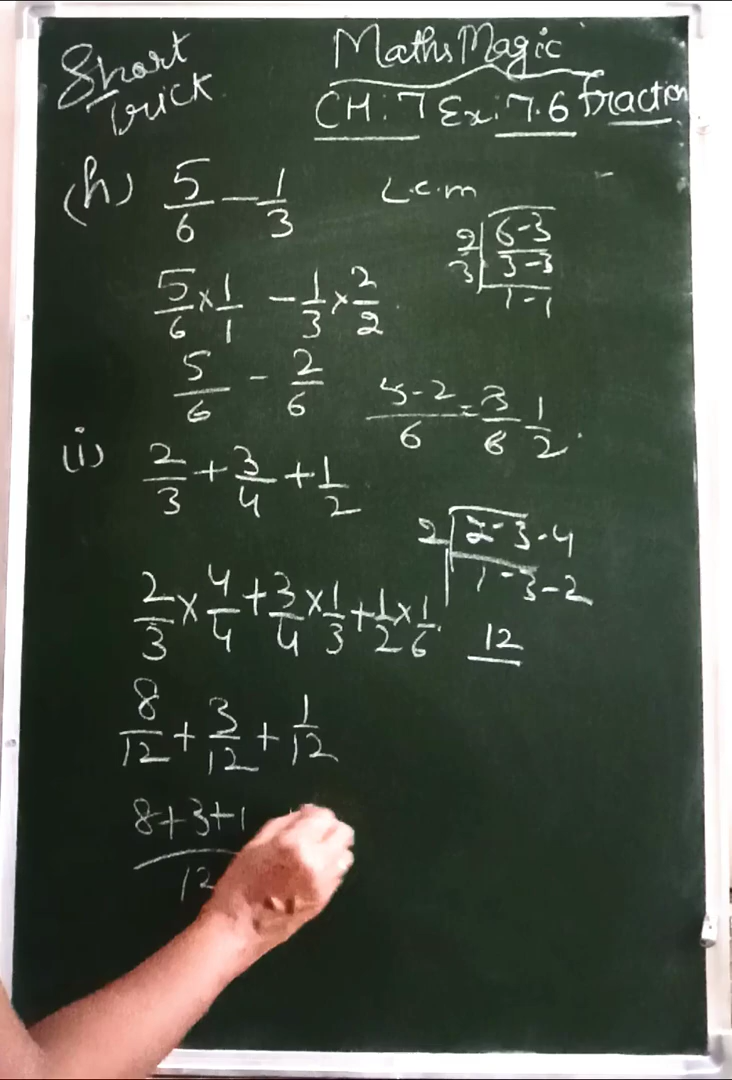 Short Trick
Maths Magic
CH:7 Ex:7.6 fraction
(h) 5/6 - 1/3
L.c.m
2 | 6-3
3 | 3-3
1-1
5/6 × 1/1 - 1/3 × 2/2
5/6 - 2/6
5-2/6 = 3/6 1/2
(i) 2/3 + 3/4 + 1/2
2 | 2-3-4
1-3-2
12
2/3 × 4/4 + 3/4 × 1/3 + 1/2 × 1/6
8/12 + 3/12 + 1/12
8+3+1/12